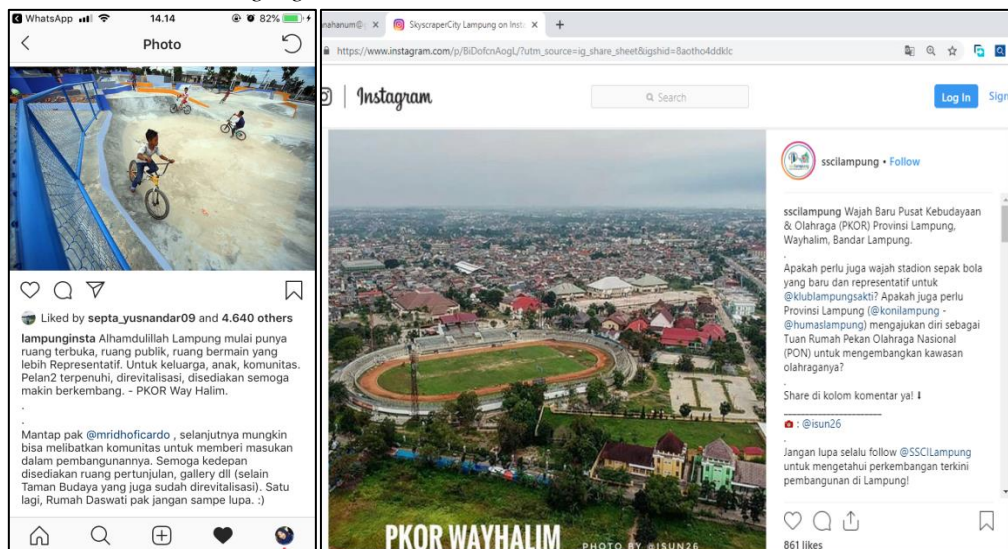 WhatsApp
14.14
82%
Photo
Liked by septa_yusnandar09 and 4.640 others
lampunginsta Alhamdulillah Lampung mulai punya
ruang terbuka, ruang publik, ruang bermain yang
lebih Representatif. Untuk keluarga, anak, komunitas.
Pelan2 terpenuhi, direvitalisasi, disediakan semoga
makin berkembang. - PKOR Way Halim.
.
.
Mantap pak @mridhoficardo , selanjutnya mungkin
bisa melibatkan komunitas untuk memberi masukan
dalam pembangunannya. Semoga kedepan
disediakan ruang pertunjulan, gallery dll (selain
Taman Budaya yang juga sudah direvitalisasi). Satu
lagi, Rumah Daswati pak jangan sampe lupa. :)
SkyscraperCity Lampung on Inst
https://www.instagram.com/p/BiDofcnAogL/?utm_source=ig_share_sheet&igshid=8aotho4ddklc
Instagram
Search
Log In
Sign
sscilampung • Follow
sscilampung Wajah Baru Pusat Kebudayaan
& Olahraga (PKOR) Provinsi Lampung,
Wayhalim, Bandar Lampung.
.
Apakah perlu juga wajah stadion sepak bola
yang baru dan representatif untuk
@klublampungsakti? Apakah juga perlu
Provinsi Lampung (@konilampung -
@humaslampung) mengajukan diri sebagai
Tuan Rumah Pekan Olahraga Nasional
(PON) untuk mengembangkan kawasan
olahraganya?
.
Share di kolom komentar ya!
: @isun26
.
Jangan lupa selalu follow @SSCILampung
untuk mengetahui perkembangan terkini
pembangunan di Lampung!
861 likes
PKOR WAYHALIM
PHOTO BY @ISUN26